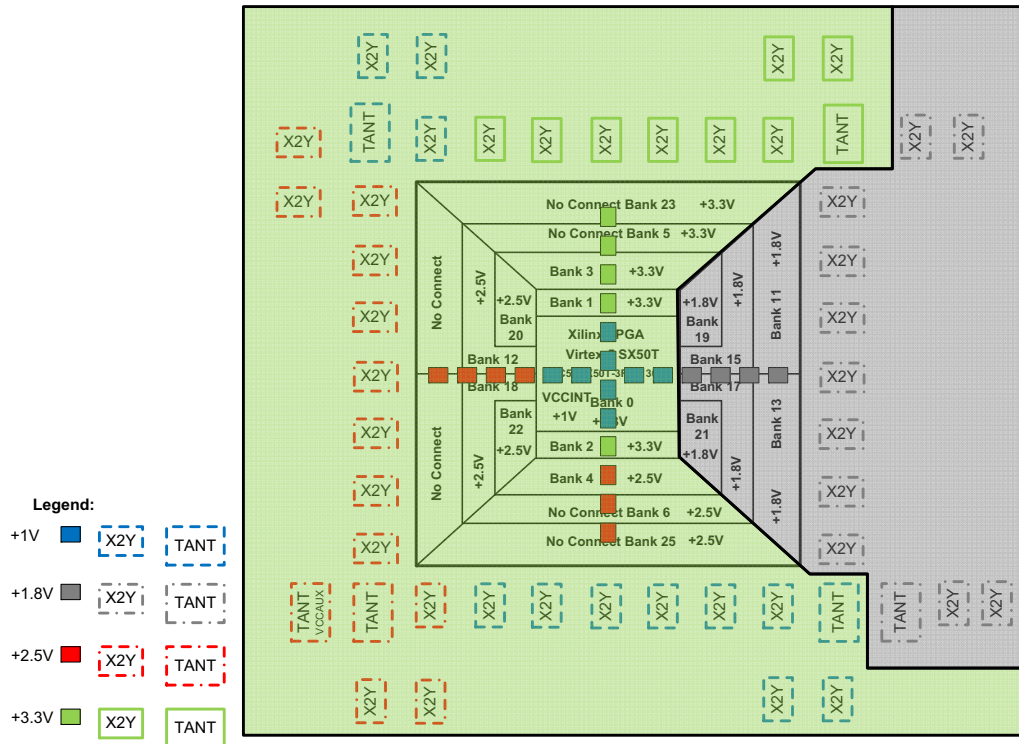 X2Y X2Y X2Y X2Y
X2Y TANT X2Y X2Y X2Y X2Y X2Y X2Y X2Y TANT X2Y X2Y
X2Y X2Y X2Y
No Connect Bank 23 +3.3V
No Connect Bank 5 +3.3V
X2Y No Connect +2.5V Bank 3 +3.3V +1.8V Bank 11 +1.8V X2Y
+2.5V Bank 1 +3.3V +1.8V
X2Y Bank 20 Bank 19 X2Y
Virtex SX50T
Bank 12 Bank 15
X2Y X2Y
Bank 18 Bank 17
VCCINT Bank 0
+1V
X2Y No Connect +2.5V Bank 22 +2.5V Bank 2 +3.3V Bank 21 +1.8V +1.8V Bank 13 +1.8V X2Y
X2Y Bank 4 +2.5V X2Y
No Connect Bank 6 +2.5V
X2Y No Connect Bank 25 +2.5V X2Y
TANT VCCAUX TANT X2Y X2Y X2Y X2Y X2Y X2Y X2Y TANT TANT X2Y X2Y
X2Y X2Y X2Y X2Y
Legend:
+1V X2Y TANT
+1.8V X2Y TANT
+2.5V X2Y TANT
+3.3V X2Y TANT